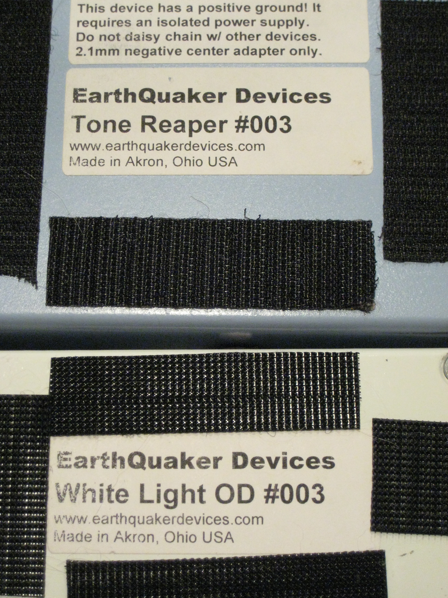 This device has a positive ground! It
requires an isolated power supply.
Do not daisy chain w/ other devices.
2.1mm negative center adapter only.
EarthQuaker Devices
Tone Reaper #003
www.earthquakerdevices.com
Made in Akron, Ohio USA
EarthQuaker Devices
White Light OD #003
www.earthquakerdevices.com
Made in Akron, Ohio USA